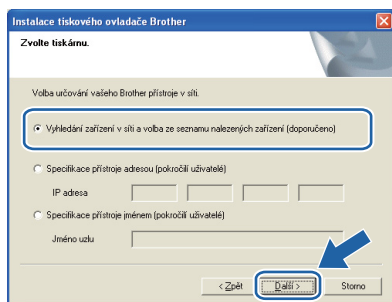 Instalace tiskového ovladače Brother
Zvolte tiskárnu.
Volba určování vašeho Brother přístroje v síti.
Vyhledání zařízení v síti a volba ze seznamu nalezených zařízení (doporučeno)
Specifikace přístroje adresou (pokročilí uživatelé)
IP adresa
Specifikace přístroje jménem (pokročilí uživatelé)
Jméno uzlu
< Zpět
Další >
Storno